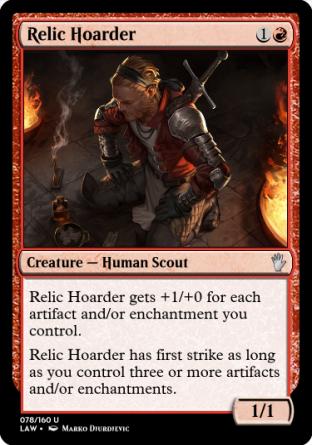 Relic Hoarder 1
Creature — Human Scout
Relic Hoarder gets +1/+0 for each
artifact and/or enchantment you
control.
Relic Hoarder has first strike as long
as you control three or more artifacts
and/or enchantments.
1/1
078/160 U
LAW • Marko Djurdjevic